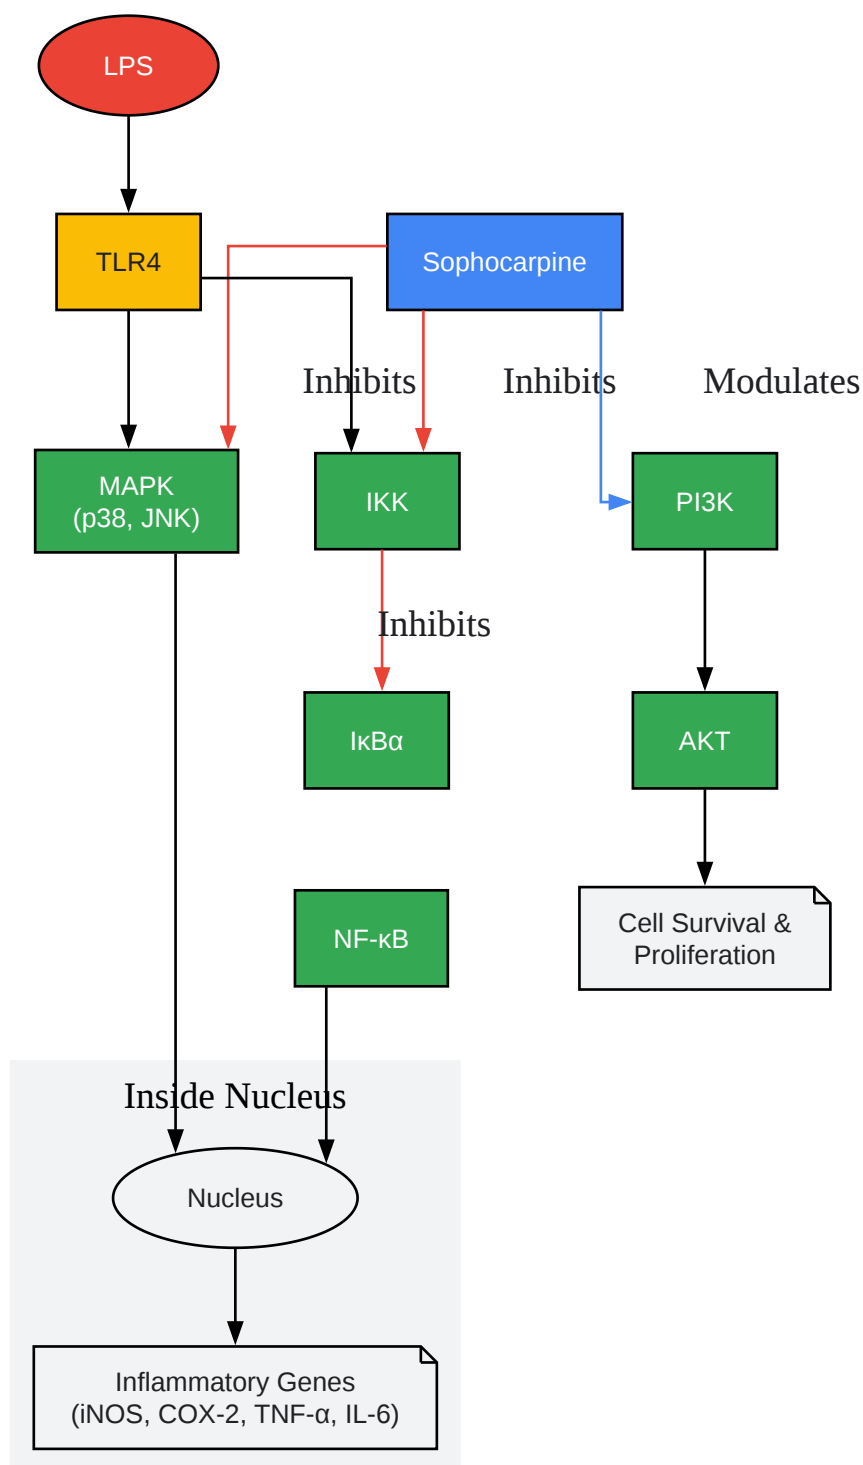 LPS
TLR4
Sophocarpine
Inhibits
Inhibits
Modulates
MAPK
(p38, JNK)
IKK
PI3K
Inhibits
IκBα
AKT
NF-κB
Cell Survival &
Proliferation
Inside Nucleus
Nucleus
Inflammatory Genes
(iNOS, COX-2, TNF-α, IL-6)